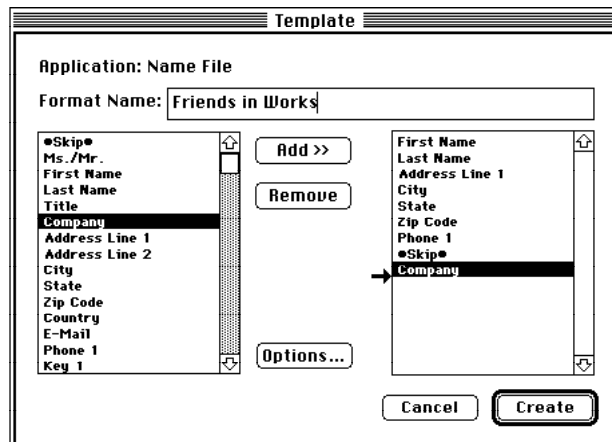 Template
Application: Name File
Format Name: Friends in Works
●Skip●
Ms./Mr.
First Name
Last Name
Title
Company
Address Line 1
Address Line 2
City
State
Zip Code
Country
E-Mail
Phone 1
Key 1
Add >>
Remove
Options...
First Name
Last Name
Address Line 1
City
State
Zip Code
Phone 1
●Skip●
Company
Cancel
Create